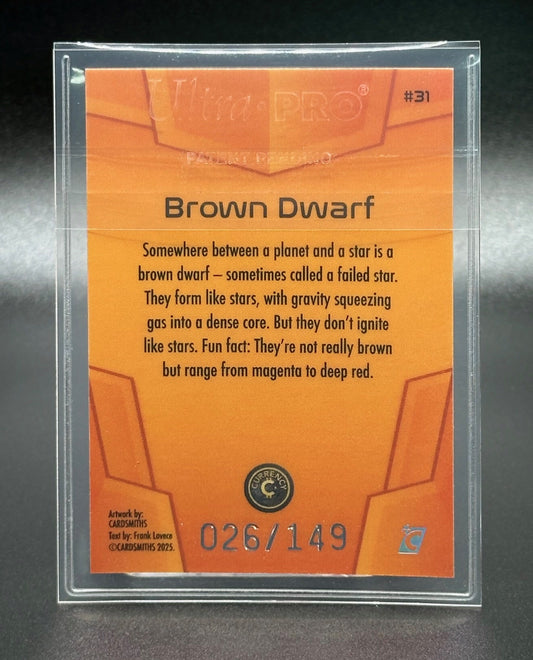 Ultra·PRO®
PATENT PENDING
#31
Brown Dwarf
Somewhere between a planet and a star is a
brown dwarf – sometimes called a failed star.
They form like stars, with gravity squeezing
gas into a dense core. But they don't ignite
like stars. Fun fact: They're not really brown
but range from magenta to deep red.
CURRENCY
C
Artwork by:
CARDSMITHS
Text by: Frank Lovece
©CARDSMITHS 2025.
026/149
C